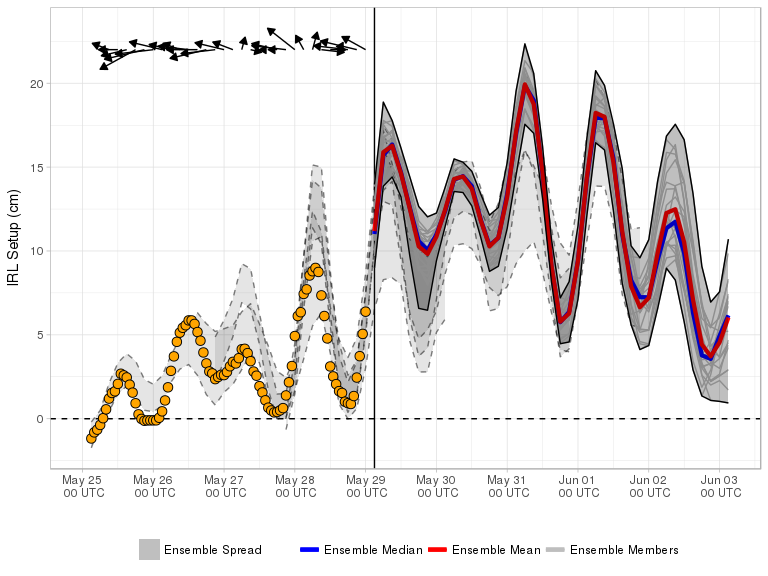 IRL Setup (cm)
20
15
10
5
0
May 25 May 26 May 27 May 28 May 29 May 30 May 31 Jun 01 Jun 02 Jun 03
00 UTC 00 UTC 00 UTC 00 UTC 00 UTC 00 UTC 00 UTC 00 UTC 00 UTC 00 UTC
Ensemble Spread Ensemble Median Ensemble Mean Ensemble Members